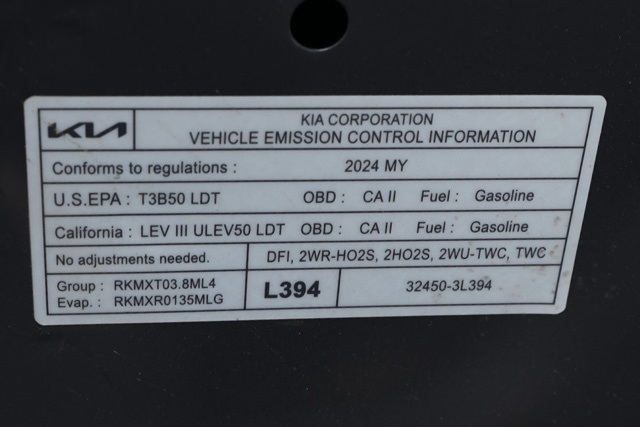 KIA
KIA CORPORATION
VEHICLE EMISSION CONTROL INFORMATION
Conforms to regulations : 2024 MY
U.S.EPA : T3B50 LDT OBD : CA II Fuel : Gasoline
California : LEV III ULEV50 LDT OBD : CA II Fuel : Gasoline
No adjustments needed. DFI, 2WR-HO2S, 2HO2S, 2WU-TWC, TWC
Group : RKMXT03.8ML4
Evap. : RKMXR0135MLG
L394
32450-3L394